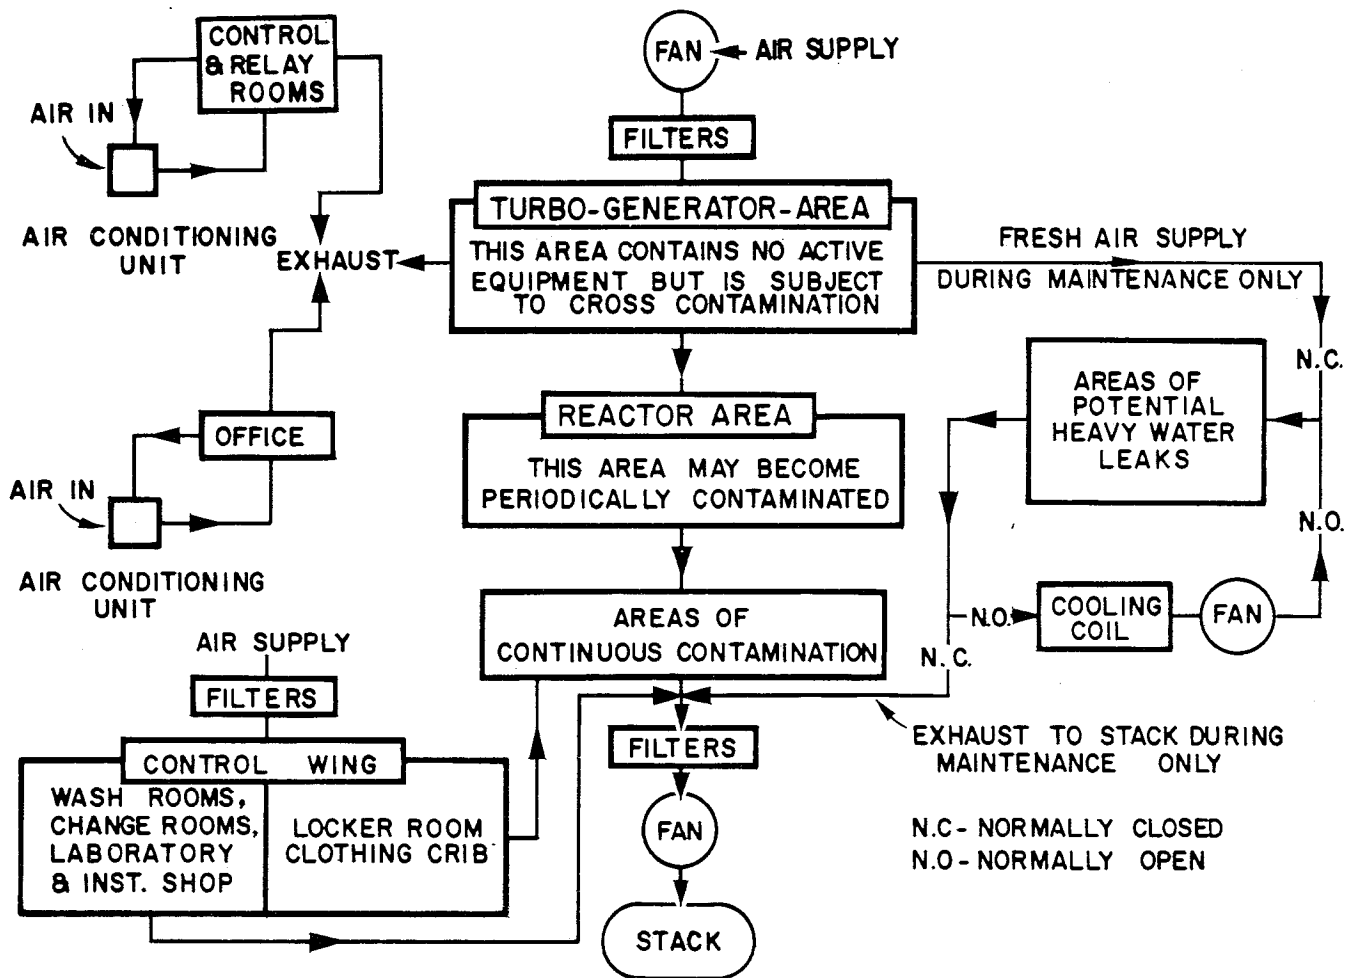 CONTROL
& RELAY
ROOMS
AIR IN
AIR CONDITIONING
UNIT
FAN
AIR SUPPLY
FILTERS
TURBO-GENERATOR-AREA
THIS AREA CONTAINS NO ACTIVE
EQUIPMENT BUT IS SUBJECT
TO CROSS CONTAMINATION
EXHAUST
FRESH AIR SUPPLY
DURING MAINTENANCE ONLY
N.C.
AREAS OF
POTENTIAL
HEAVY WATER
LEAKS
N.O.
REACTOR AREA
THIS AREA MAY BECOME
PERIODICALLY CONTAMINATED
OFFICE
AIR IN
AIR CONDITIONING
UNIT
AREAS OF
CONTINUOUS CONTAMINATION
N.O.
COOLING
COIL
FAN
N.C.
AIR SUPPLY
FILTERS
CONTROL WING
WASH ROOMS,
CHANGE ROOMS,
LABORATORY
& INST. SHOP
LOCKER ROOM
CLOTHING CRIB
FILTERS
FAN
STACK
EXHAUST TO STACK DURING
MAINTENANCE ONLY
N.C - NORMALLY CLOSED
N.O - NORMALLY OPEN